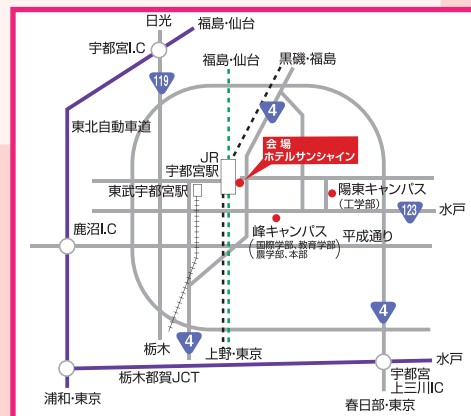 日光
福島・仙台
宇都宮I.C
福島・仙台
黒磯・福島
119
4
東北自動車道
会場
ホテルサンシャイン
JR
宇都宮駅
東武宇都宮駅
陽東キャンパス
(工学部)
123
水戸
峰キャンパス
(国際学部、教育学部
農学部、本部)
平成通り
鹿沼I.C
4
4
栃木
上野・東京
水戸
栃木都賀JCT
宇都宮
上三川IC
浦和・東京
春日部・東京